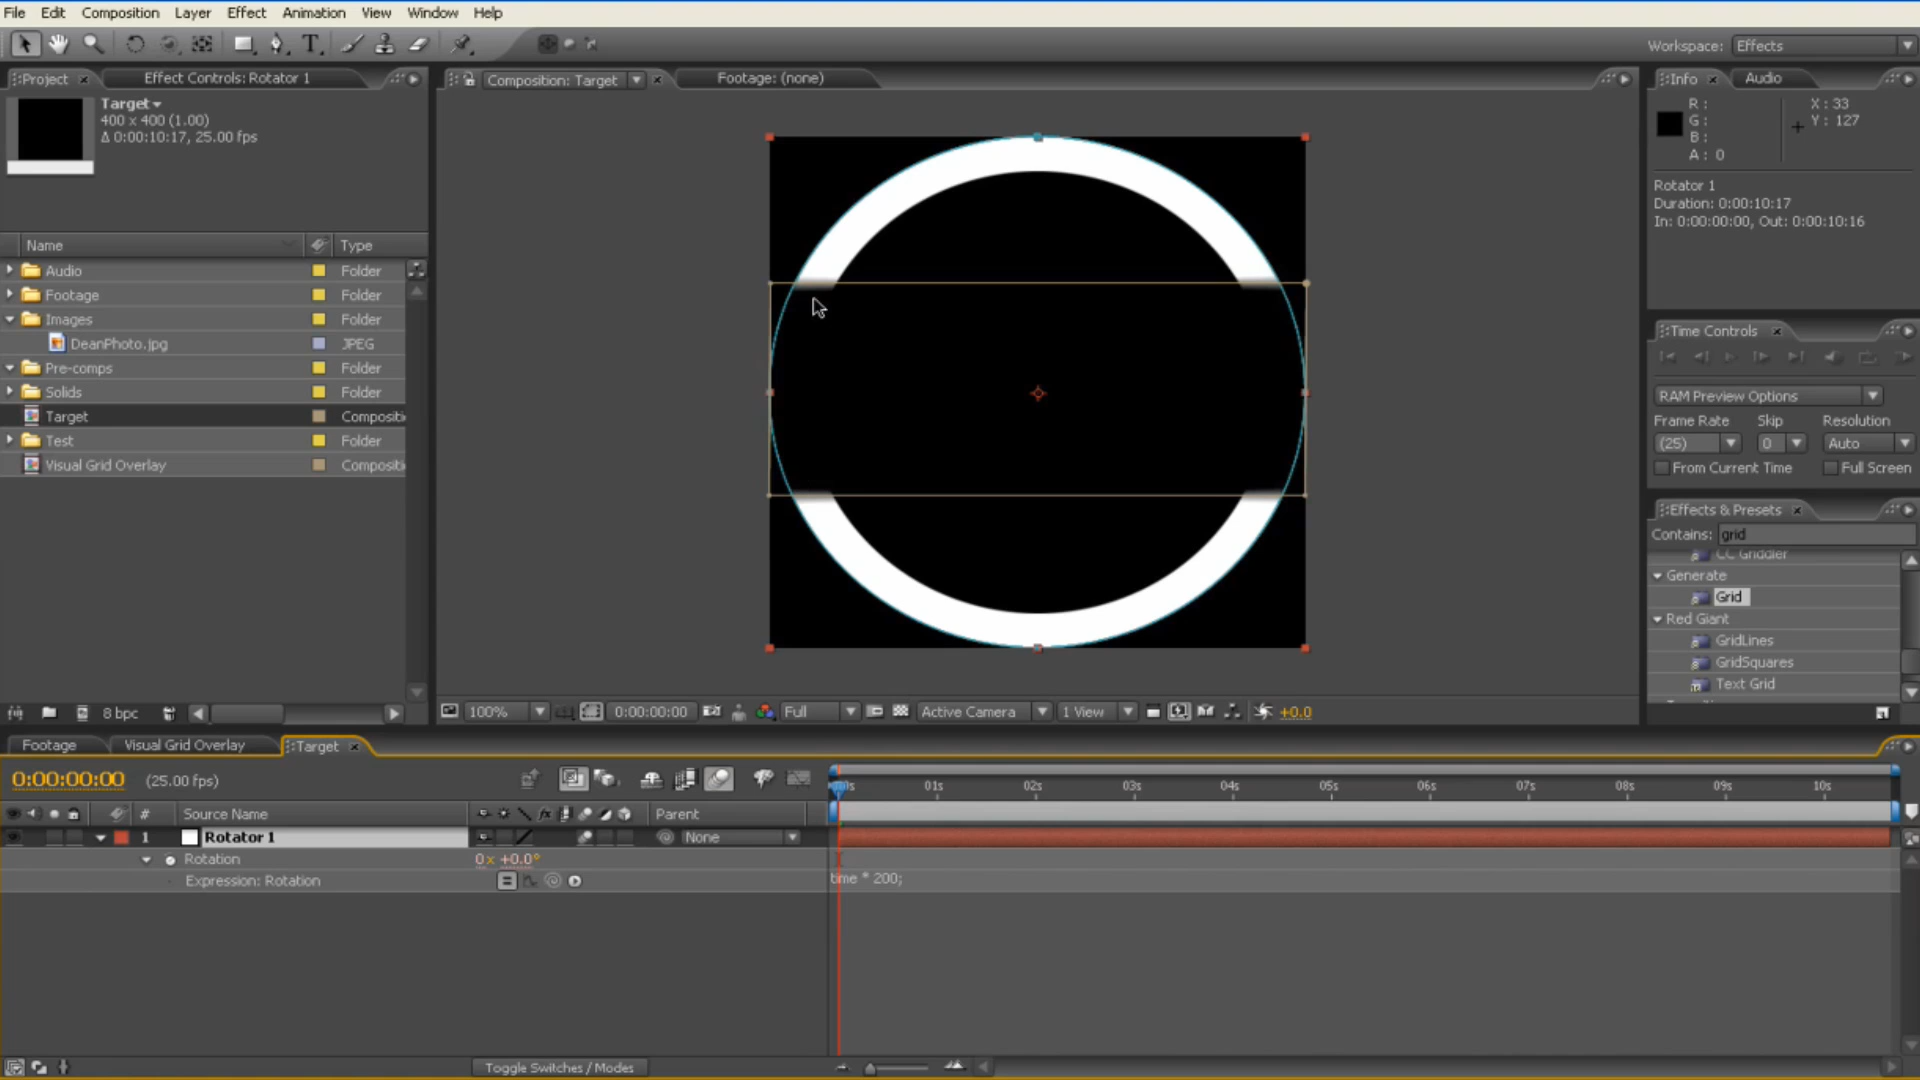 File Edit Composition Layer Effect Animation View Window Help
Workspace: Effects
Project
Effect Controls: Rotator 1
Composition: Target
Footage: (none)
Info
Audio
Target
400 x 400 (1.00)
Δ 0:00:10:17, 25.00 fps
R :
G :
B :
A : 0
X : 33
Y : 127
Rotator 1
Duration: 0:00:10:17
In: 0:00:00:00, Out: 0:00:10:16
Name
Type
Audio Folder
Footage Folder
Images Folder
DeanPhoto.jpg JPEG
Pre-comps Folder
Solids Folder
Target Compositi
Test Folder
Visual Grid Overlay Compositi
Time Controls
RAM Preview Options
Frame Rate Skip Resolution
(25) 0 Auto
From Current Time Full Screen
Effects & Presets
Contains: grid
CC Griddler
Generate
Grid
Red Giant
GridLines
GridSquares
Text Grid
8 bpc
100% 0:00:00:00 Full Active Camera 1 View +0.0
Footage Visual Grid Overlay Target
0:00:00:00 (25.00 fps)
01s 02s 03s 04s 05s 06s 07s 08s 09s 10s
# Source Name Parent
1 Rotator 1 None
Rotation 0x +0.0°
Expression: Rotation time * 200;
Toggle Switches / Modes